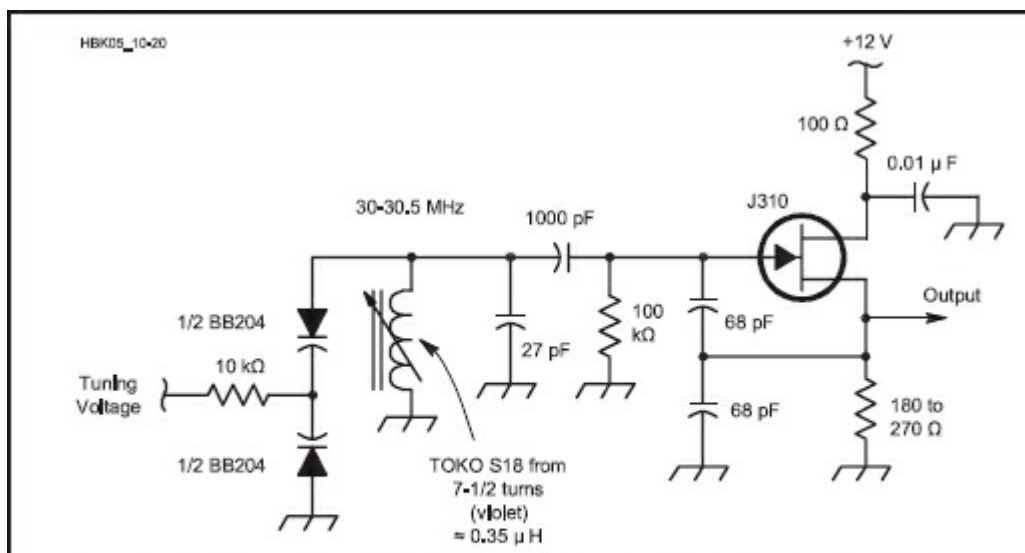 HBK05_10-20
+12 V
100 Ω
0.01 µ F
J310
30-30.5 MHz
1000 pF
Output
1/2 BB204
100
kΩ
68 pF
27 pF
10 kΩ
Tuning
Voltage
68 pF
180 to
270 Ω
1/2 BB204
TOKO S18 from
7-1/2 turns
(violet)
≈ 0.35 µ H